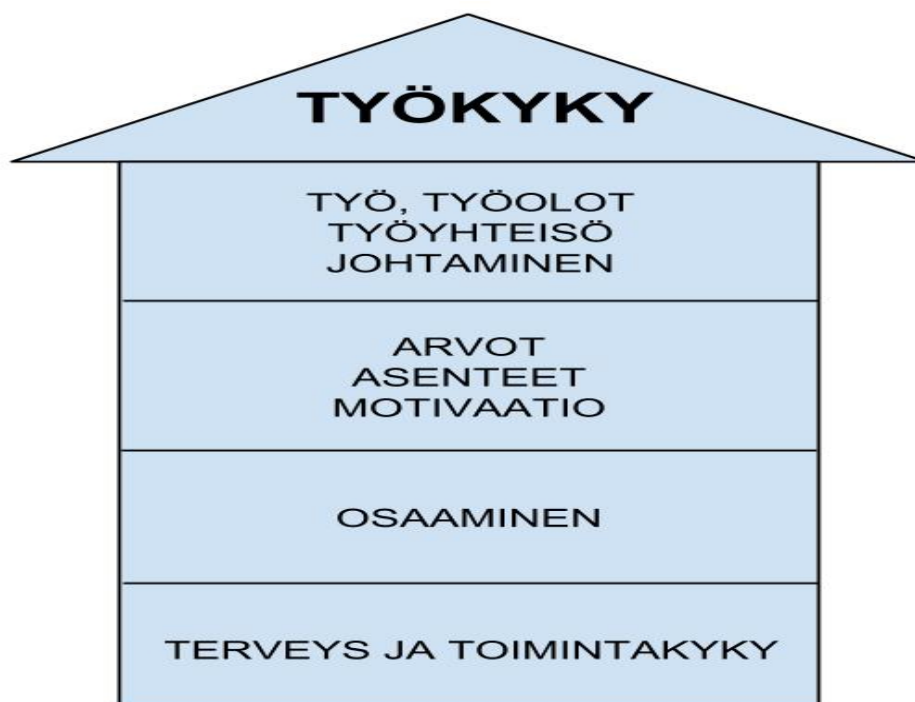 TYÖKYKY
TYÖ, TYÖOLOT
TYÖYHTEISÖ
JOHTAMINEN
ARVOT
ASENTEET
MOTIVAATIO
OSAAMINEN
TERVEYS JA TOIMINTAKYKY